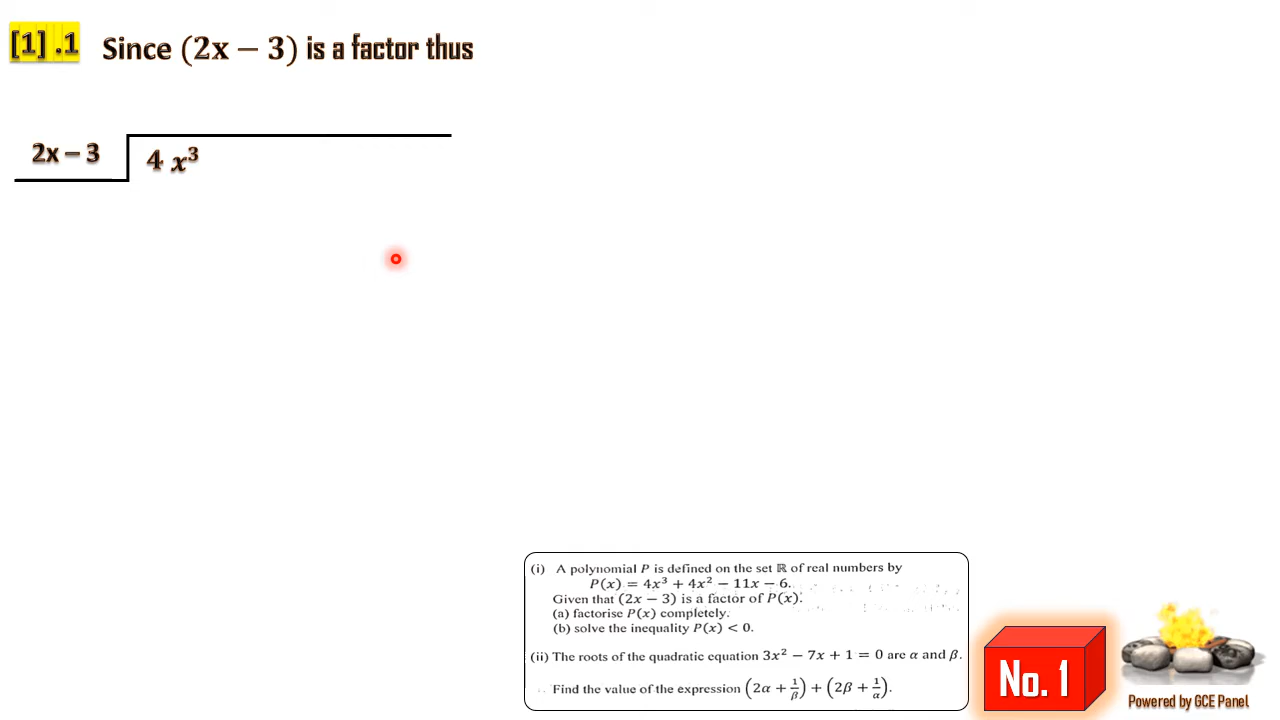 [1] .1 Since (2x − 3) is a factor thus
2x − 3 4 x³
(i) A polynomial P is defined on the set ℝ of real numbers by
P(x) = 4x³ + 4x² − 11x − 6.
Given that (2x − 3) is a factor of P(x).
(a) factorise P(x) completely.
(b) solve the inequality P(x) < 0.
(ii) The roots of the quadratic equation 3x² − 7x + 1 = 0 are α and β.
Find the value of the expression (2α + 1/β) + (2β + 1/α).
No. 1
Powered by GCE Panel